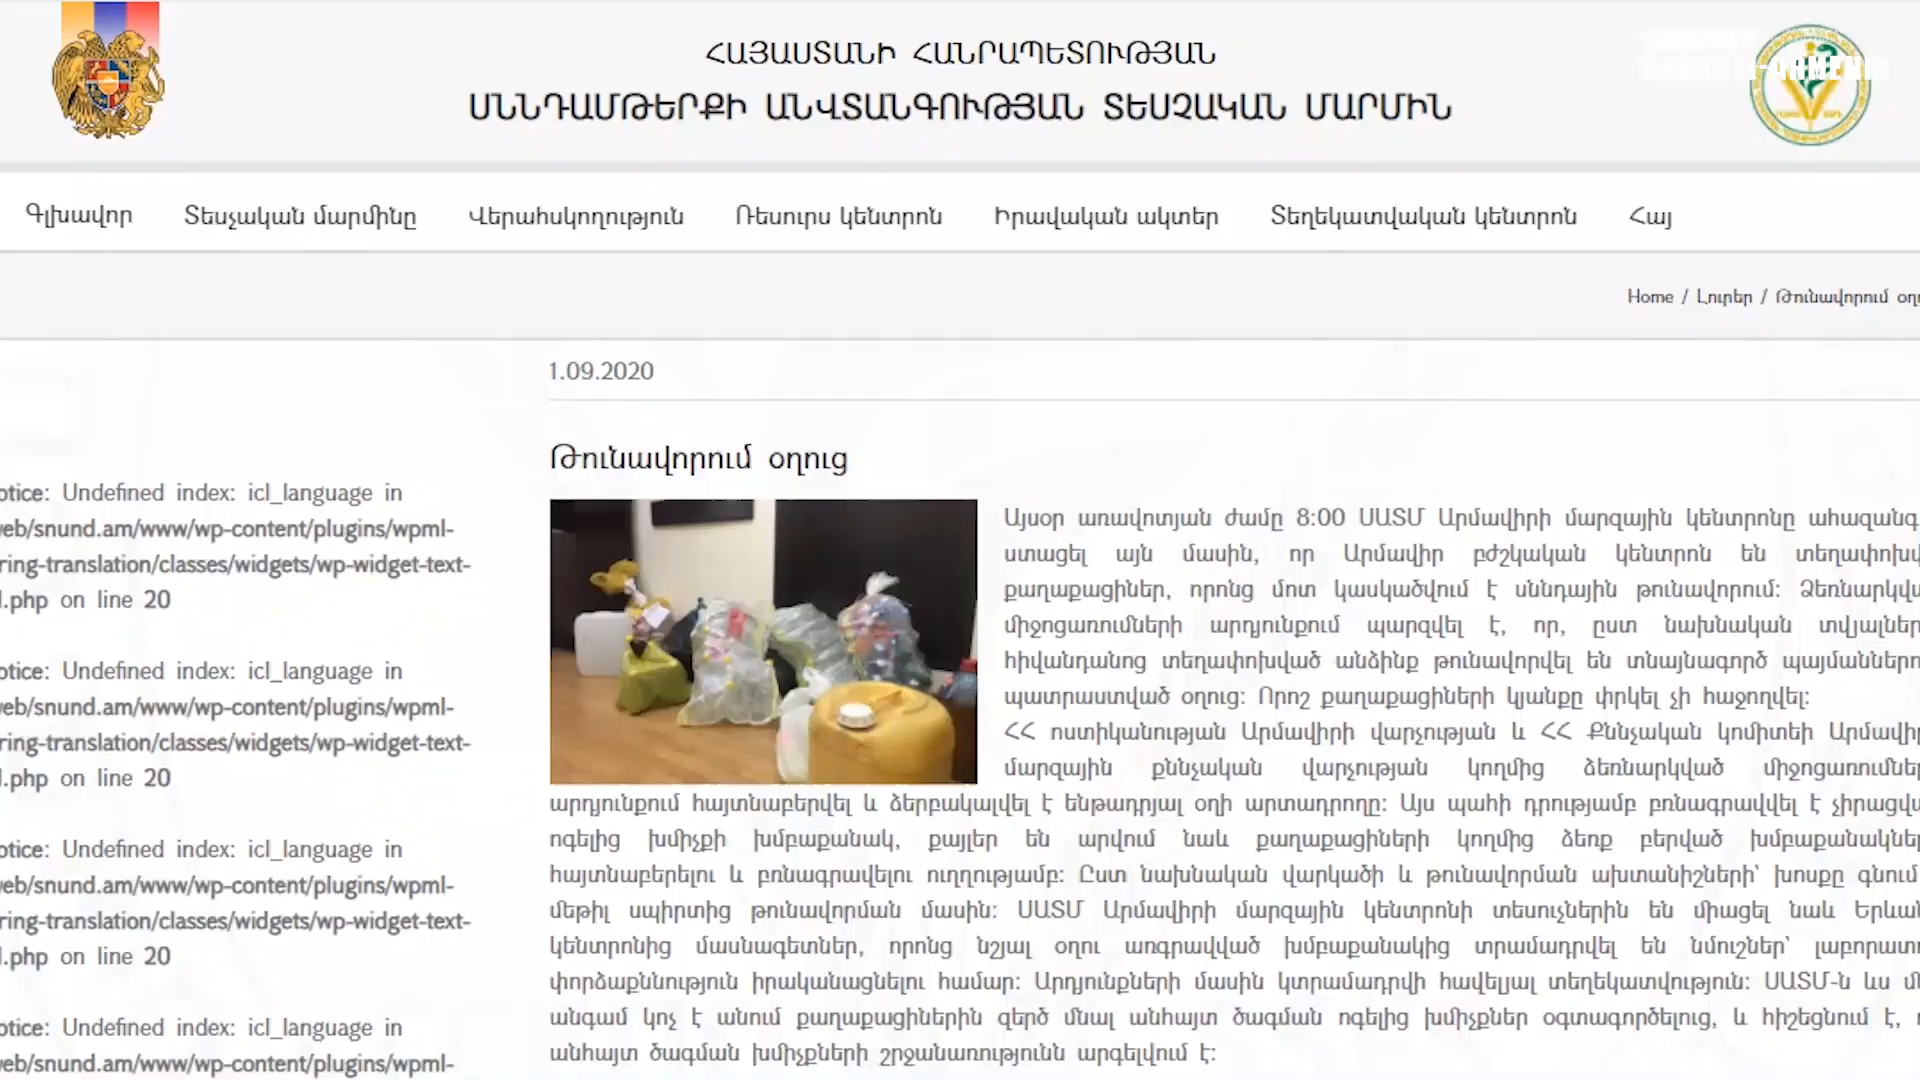 ՀԱՅԱՍՏԱՆԻ ՀԱՆՐԱՊԵՏՈՒԹՅԱՆ
ՍՆՆԴԱՄԹԵՐՔԻ ԱՆՎՏԱՆԳՈՒԹՅԱՆ ՏԵՍՉԱԿԱՆ ՄԱՐՄԻՆ
Գլխավոր Տեսչական մարմինը Վերահսկողություն Ռեսուրս կենտրոն Իրավական ակտեր Տեղեկատվական կենտրոն Հայ
Home / Լուրեր / Թունավորում
1.09.2020
Թունավորում օղուց
Այսօր առավոտյան ժամը 8:00 ՍԱՏՄ Արմավիրի մարզային կենտրոնը ահազանգ
ստացել այն մասին, որ Արմավիր բժշկական կենտրոն են
քաղաքացիներ, որոնց մոտ կասկածվում է սննդային թունավորում: 
միջոցառումների արդյունքում պարզվել է, որ, ըստ նախնական
հիվանդանոց տեղափոխված անձինք թունավորվել են տնայնագործ
պատրաստված օղուց: Որոշ քաղաքացիների կյանքը փրկել չի հաջողվել:
ՀՀ ոստիկանության Արմավիրի վարչության և ՀՀ Քննչական կոմիտեի
մարզային քննչական վարչության կողմից ձեռնարկված
արդյունքում հայտնաբերվել և ձերբակալվել է ենթադրյալ օղի արտադրողը: Այս պահի դրությամբ բռնագրավվել է
ոգելից խմիչքի խմբաքանակ, քայլեր են արվում նաև քաղաքացիների կողմից ձեռք բերված
հայտնաբերելու և բռնագրավելու ուղղությամբ: Ըստ նախնական վարկածի և թունավորման ախտանիշների՝ խոսքը գնում
մեթիլ սպիրտից թունավորման մասին: ՍԱՏՄ Արմավիրի մարզային կենտրոնի տեսուչներին են միացել նաև
կենտրոնից մասնագետներ, որոնց նշյալ օղու առգրավված խմբաքանակից տրամադրվել են նմուշներ՝
փորձաքննություն իրականացնելու համար: Արդյունքների մասին կտրամադրվի հավելյալ տեղեկատվություն: ՍԱՏՄ-ն ևս
անգամ կոչ է անում քաղաքացիներին զերծ մնալ անհայտ ծագման ոգելից խմիչքներ օգտագործելուց, և հիշեցնում է,
անհայտ ծագման խմիչքների շրջանառությունն արգելվում է:
otice: Undefined index: icl_language in
eb/snund.am/www/wp-content/plugins/wpml-
ring-translation/classes/widgets/wp-widget-text-
l.php on line 20
otice: Undefined index: icl_language in
eb/snund.am/www/wp-content/plugins/wpml-
ring-translation/classes/widgets/wp-widget-text-
l.php on line 20
otice: Undefined index: icl_language in
eb/snund.am/www/wp-content/plugins/wpml-
ring-translation/classes/widgets/wp-widget-text-
l.php on line 20
otice: Undefined index: icl_language in
eb/snund.am/www/wp-content/plugins/wpml-